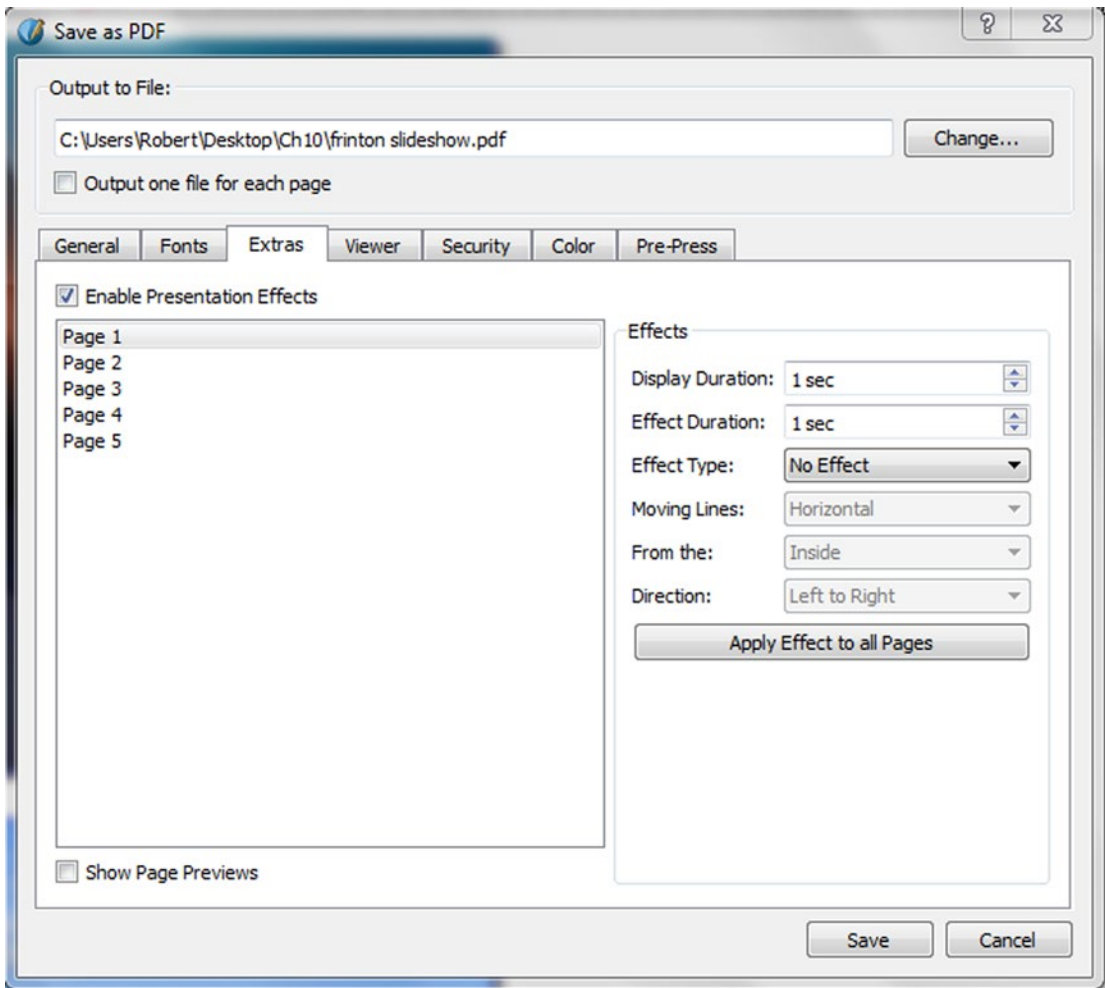 Save as PDF
Output to File:
C:\Users\Robert\Desktop\Ch10\frinton slideshow.pdf
Change...
Output one file for each page
General Fonts Extras Viewer Security Color Pre-Press
Enable Presentation Effects
Page 1
Page 2
Page 3
Page 4
Page 5
Effects
Display Duration: 1 sec
Effect Duration: 1 sec
Effect Type: No Effect
Moving Lines: Horizontal
From the: Inside
Direction: Left to Right
Apply Effect to all Pages
Show Page Previews
Save Cancel